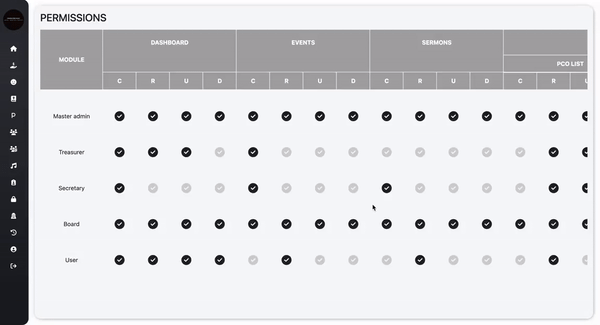 PERMISSIONS
MODULE DASHBOARD EVENTS SERMONS
PCO LIST
C R U D C R U D C R U D C R U
Master admin
Treasurer
Secretary
Board
User